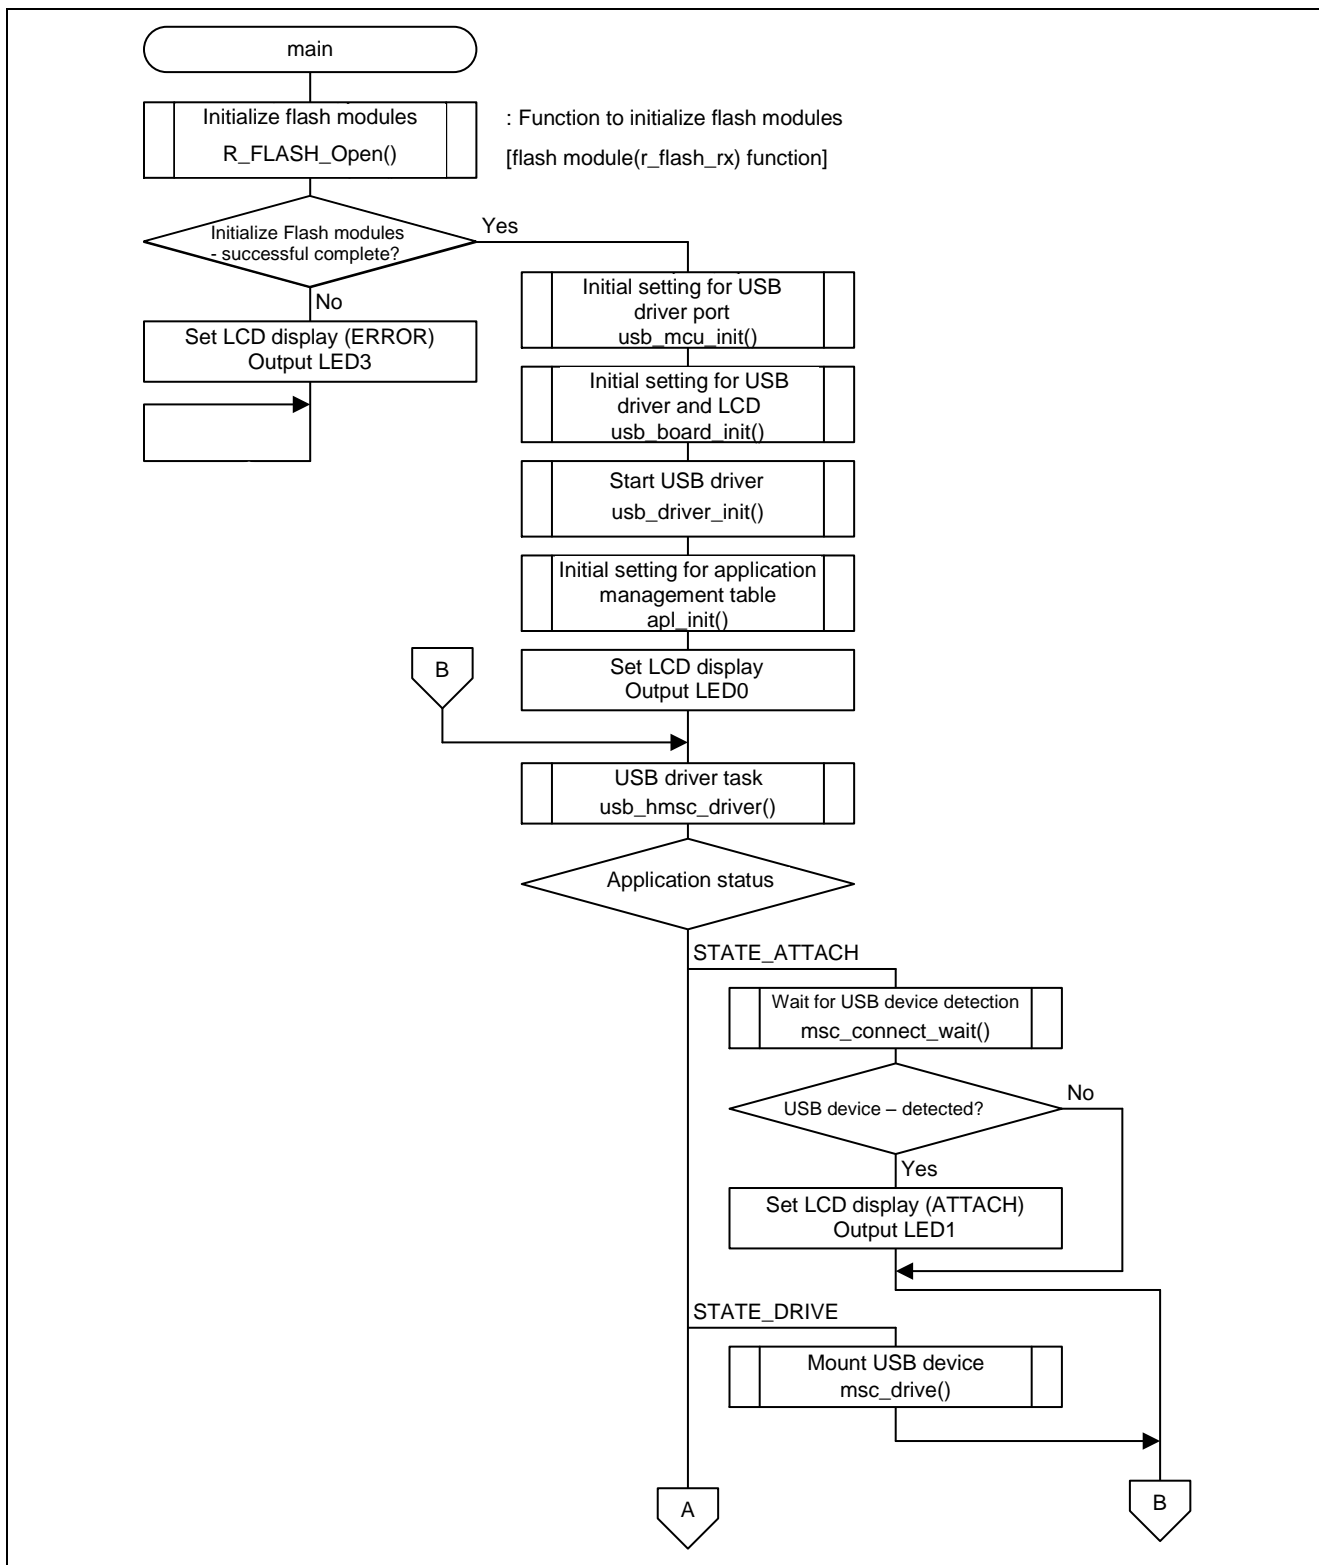 main
Initialize flash modules
R_FLASH_Open()
: Function to initialize flash modules
[flash module(r_flash_rx) function]
Initialize Flash modules
- successful complete?
Yes
No
Set LCD display (ERROR)
Output LED3
Initial setting for USB
driver port
usb_mcu_init()
Initial setting for USB
driver and LCD
usb_board_init()
Start USB driver
usb_driver_init()
Initial setting for application
management table
apl_init()
Set LCD display
Output LED0
B
USB driver task
usb_hmsc_driver()
Application status
STATE_ATTACH
Wait for USB device detection
msc_connect_wait()
USB device – detected?
No
Yes
Set LCD display (ATTACH)
Output LED1
STATE_DRIVE
Mount USB device
msc_drive()
A
B